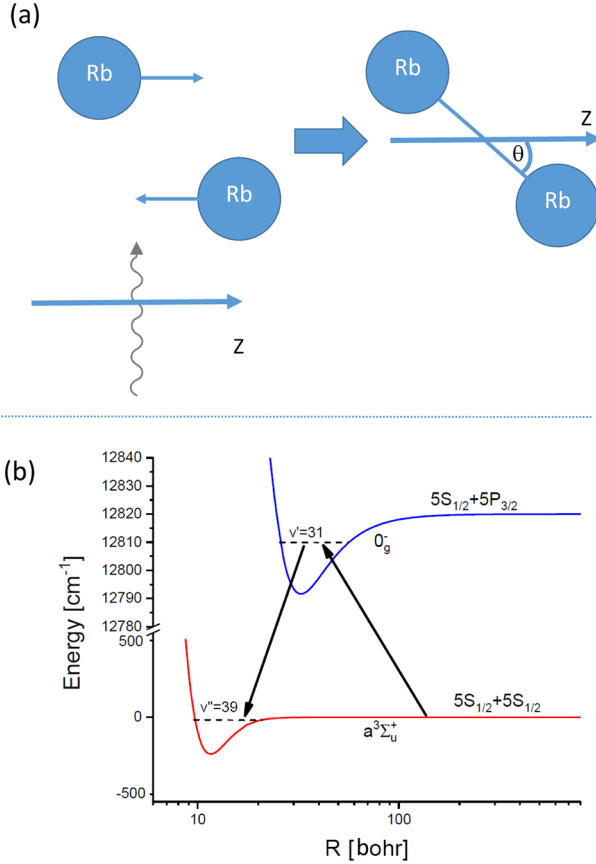 (a)
Rb
Rb
Rb
Z
θ
Rb
Z
(b)
12840
12830
12820
12810
12800
12790
12780
500
0
-500
Energy [cm⁻¹]
5S₁/₂+5P₃/₂
v'=31
0g⁻
5S₁/₂+5S₁/₂
v"=39
a³Σᵤ⁺
10
100
R [bohr]